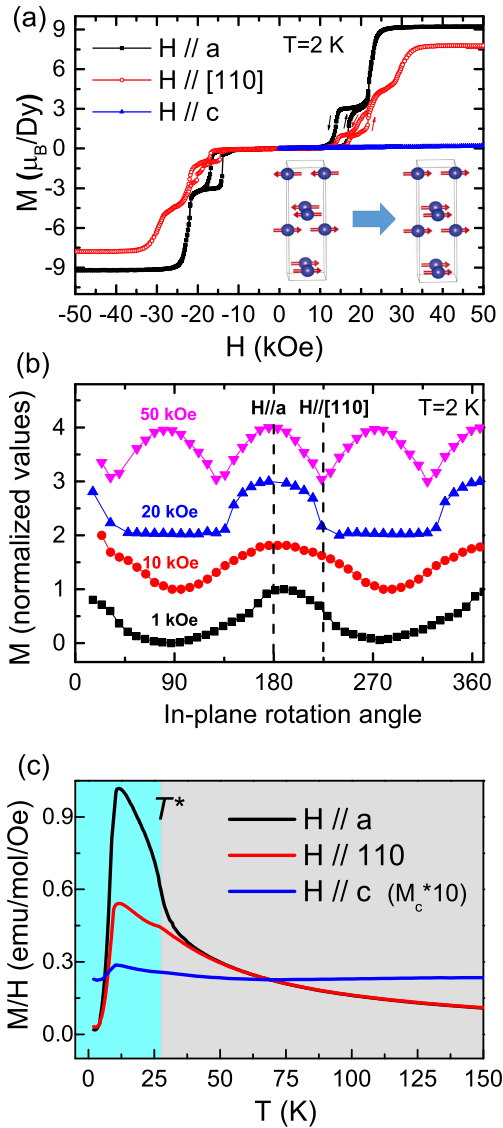 (a)
9
6
3
0
-3
-6
-9
M (μB/Dy)
H // a
H // [110]
H // c
T=2 K
-50 -40 -30 -20 -10 0 10 20 30 40 50
H (kOe)
(b)
5
4
3
2
1
0
M (normalized values)
H//a
H//[110]
T=2 K
50 kOe
20 kOe
10 kOe
1 kOe
0 90 180 270 360
In-plane rotation angle
(c)
0.9
0.6
0.3
0.0
M/H (emu/mol/Oe)
T*
H // a
H // 110
H // c (Mc*10)
0 25 50 75 100 125 150
T (K)